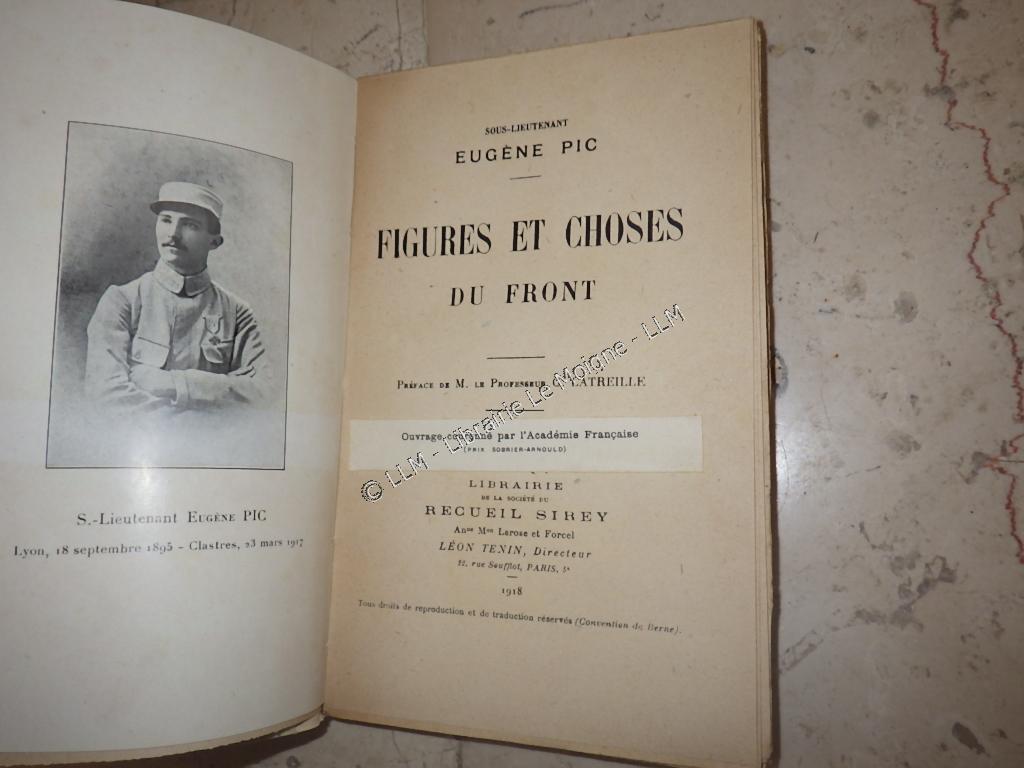 S.-Lieutenant EUGÈNE PIC
Lyon, 18 septembre 1895 - Clastres, 23 mars 1917
SOUS-LIEUTENANT
EUGÈNE PIC
FIGURES ET CHOSES
DU FRONT
PRÉFACE DE M. LE PROFESSEUR LATREILLE
Ouvrage couronné par l'Académie Française
(PRIX SOBRIER-ARNOULD)
LIBRAIRIE
DE LA SOCIÉTÉ DU
RECUEIL SIREY
Anne Mon Larose et Forcel
LÉON TENIN, Directeur
22, rue Soufflot, PARIS, 5e
1918
Tous droits de reproduction et de traduction réservés (Convention de Berne).
© LLM - Librairie Le Moigne - LLM